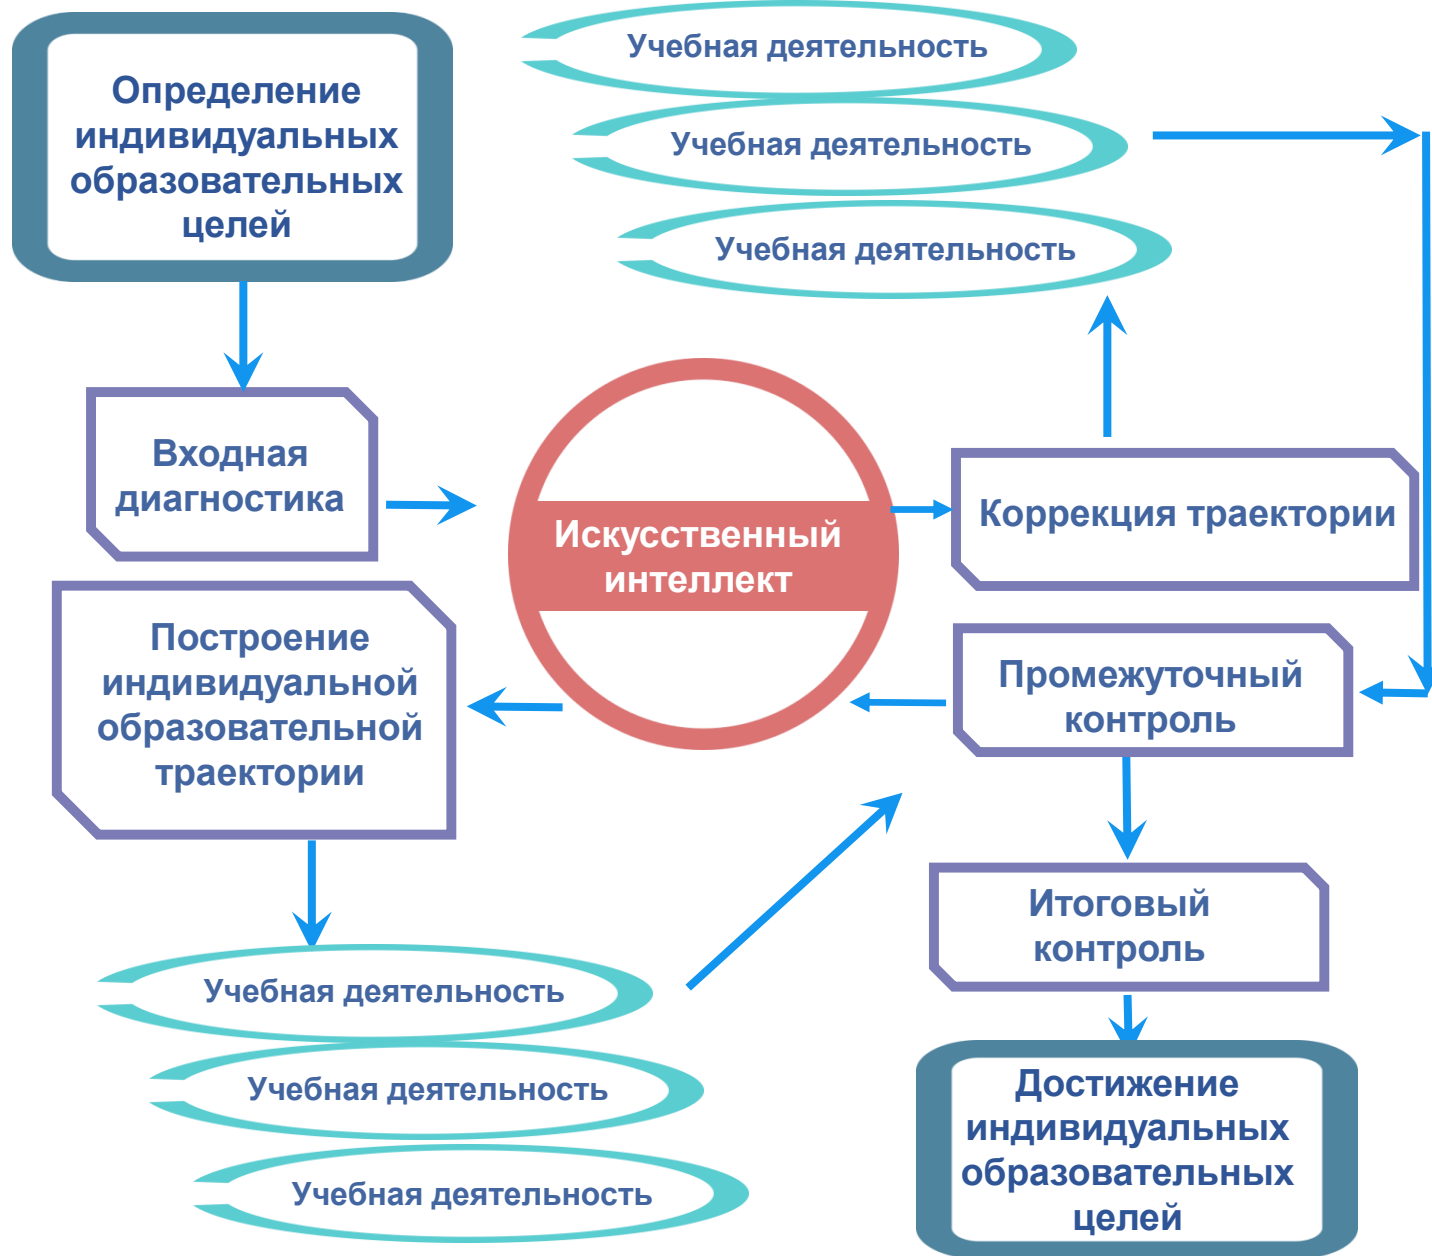 Определение
индивидуальных
образовательных
целей
Учебная деятельность
Учебная деятельность
Учебная деятельность
Входная
диагностика
Искусственный
интеллект
Коррекция траектории
Построение
индивидуальной
образовательной
траектории
Промежуточный
контроль
Итоговый
контроль
Учебная деятельность
Учебная деятельность
Учебная деятельность
Достижение
индивидуальных
образовательных
целей